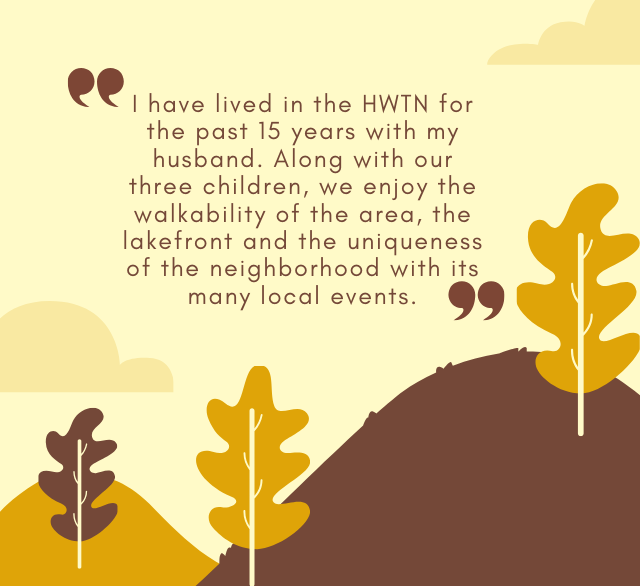 I have lived in the HWTN for
the past 15 years with my
husband. Along with our
three children, we enjoy the
walkability of the area, the
lakefront and the uniqueness
of the neighborhood with its
many local events.